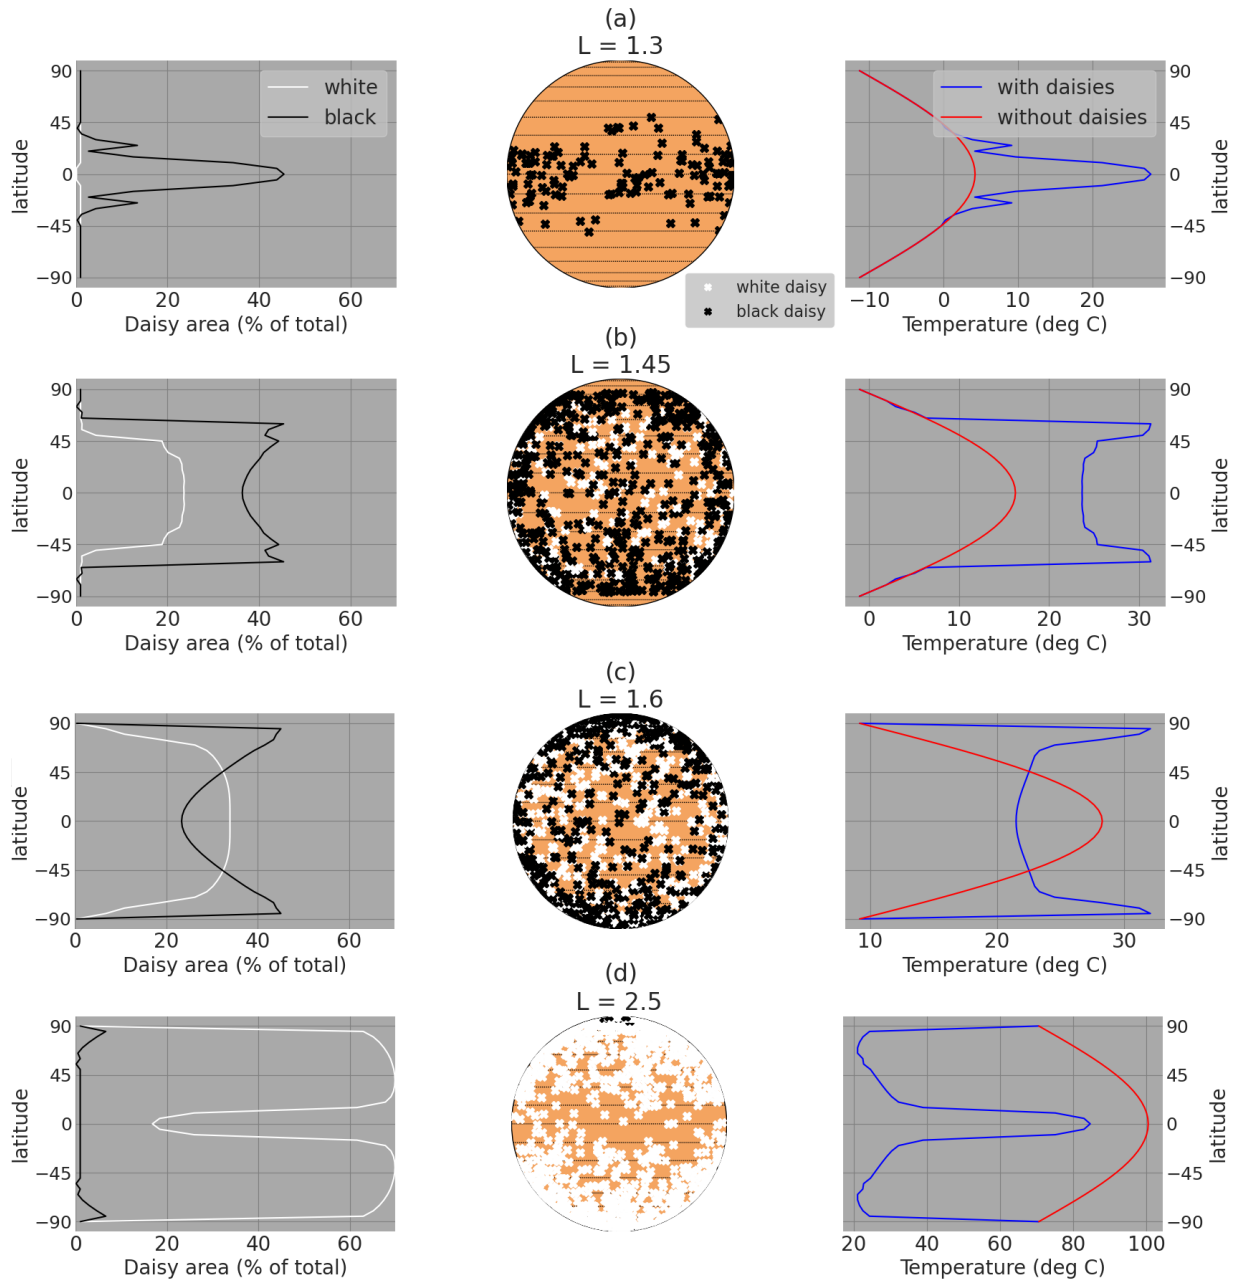 (a)
L = 1.3
90
45
0
−45
−90
latitude
white
black
0 20 40 60
Daisy area (% of total)
white daisy
black daisy
with daisies
without daisies
90
45
0
−45
−90
latitude
−10 0 10 20
Temperature (deg C)
(b)
L = 1.45
90
45
0
−45
−90
latitude
0 20 40 60
Daisy area (% of total)
90
45
0
−45
−90
latitude
0 10 20 30
Temperature (deg C)
(c)
L = 1.6
90
45
0
−45
−90
latitude
0 20 40 60
Daisy area (% of total)
90
45
0
−45
−90
latitude
10 20 30
Temperature (deg C)
(d)
L = 2.5
90
45
0
−45
−90
latitude
0 20 40 60
Daisy area (% of total)
90
45
0
−45
−90
latitude
20 40 60 80 100
Temperature (deg C)